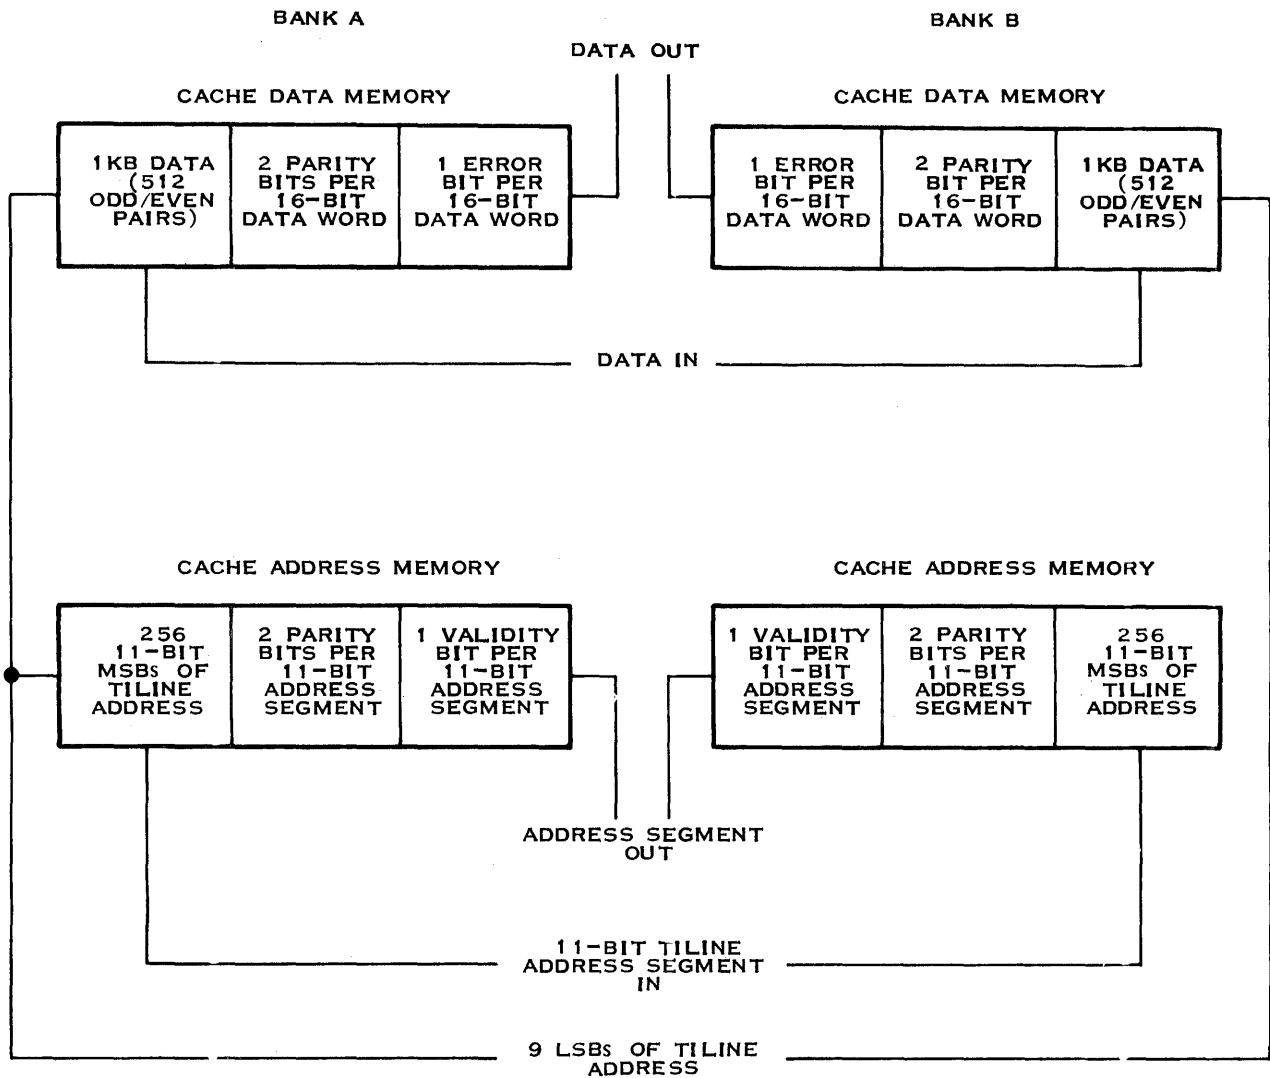 BANK A
BANK B
DATA OUT
CACHE DATA MEMORY
CACHE DATA MEMORY
1KB DATA
(512
ODD/EVEN
PAIRS)
2 PARITY
BITS PER
16-BIT
DATA WORD
1 ERROR
BIT PER
16-BIT
DATA WORD
1 ERROR
BIT PER
16-BIT
DATA WORD
2 PARITY
BIT PER
16-BIT
DATA WORD
1KB DATA
(512
ODD/EVEN
PAIRS)
DATA IN
CACHE ADDRESS MEMORY
CACHE ADDRESS MEMORY
256
11-BIT
MSBs OF
TILINE
ADDRESS
2 PARITY
BITS PER
11-BIT
ADDRESS
SEGMENT
1 VALIDITY
BIT PER
11-BIT
ADDRESS
SEGMENT
1 VALIDITY
BIT PER
11-BIT
ADDRESS
SEGMENT
2 PARITY
BITS PER
11-BIT
ADDRESS
SEGMENT
256
11-BIT
MSBs OF
TILINE
ADDRESS
ADDRESS SEGMENT
OUT
11-BIT TILINE
ADDRESS SEGMENT
IN
9 LSBs OF TILINE
ADDRESS